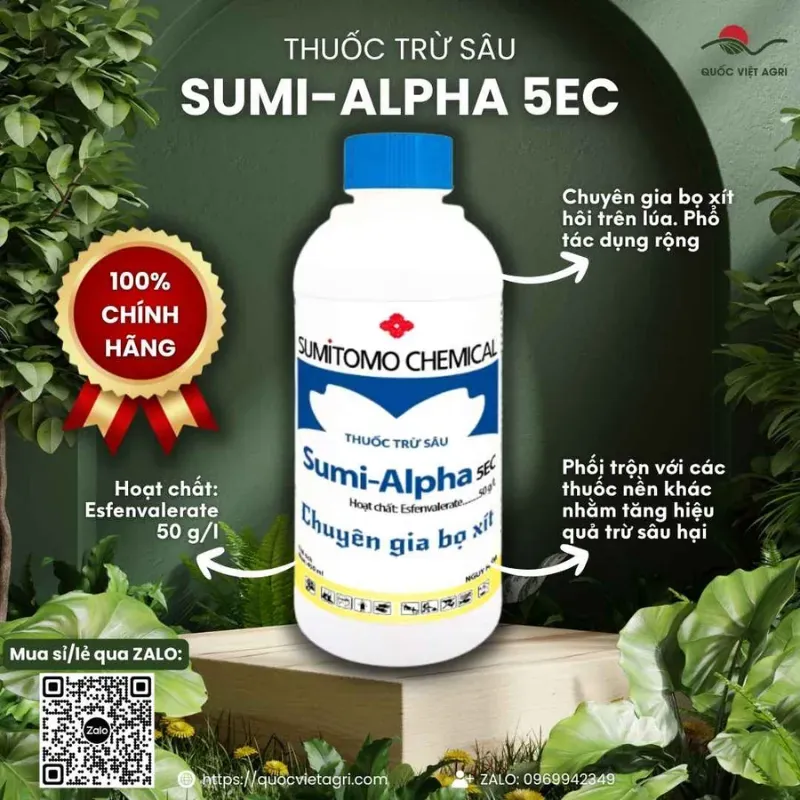 THUỐC TRỪ SÂU
SUMI-ALPHA 5EC
QUỐC VIỆT AGRI
Chuyên gia bọ xít
hôi trên lúa. Phổ
tác dụng rộng
100%
CHÍNH
HÃNG
SUMITOMO CHEMICAL
THUỐC TRỪ SÂU
Sumi-Alpha 5EC
Hoạt chất: Esfenvalerate........50 g/l
Chuyên gia bọ xít
Hoạt chất:
Esfenvalerate
50 g/l
Phối trộn với các
thuốc nền khác
nhằm tăng hiệu
quả trừ sâu hại
Mua sỉ/lẻ qua ZALO:
Zalo
https://quocvietagri.com
ZALO: 0969942349